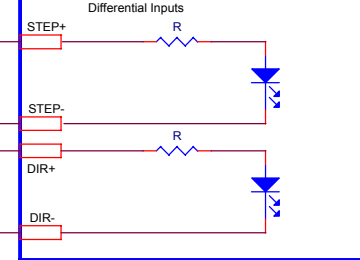 Differential Inputs
STEP+
R
STEP-
R
DIR+
DIR-